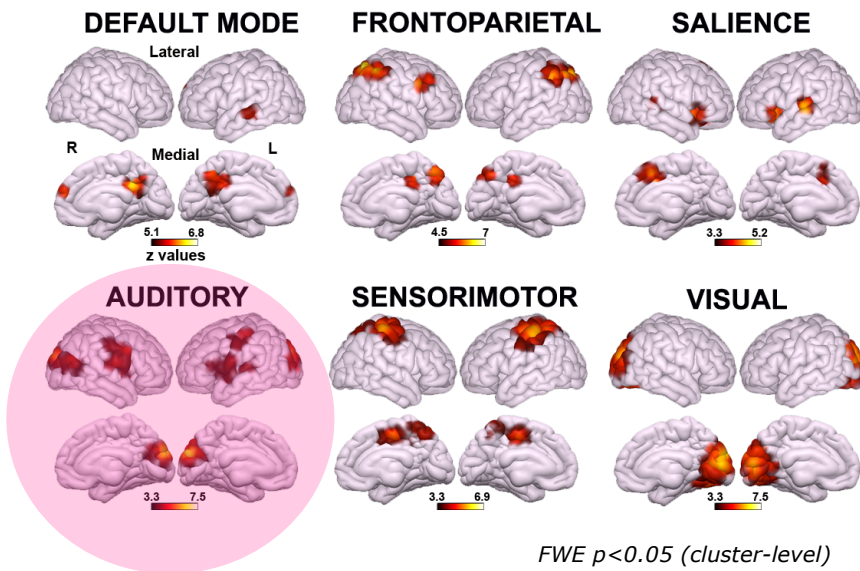 DEFAULT MODE
FRONTOPARIETAL
SALIENCE
Lateral
R
Medial
L
5.1 6.8
z values
4.5 7
3.3 5.2
AUDITORY
SENSORIMOTOR
VISUAL
3.3 7.5
3.3 6.9
3.3 7.5
FWE p<0.05 (cluster-level)